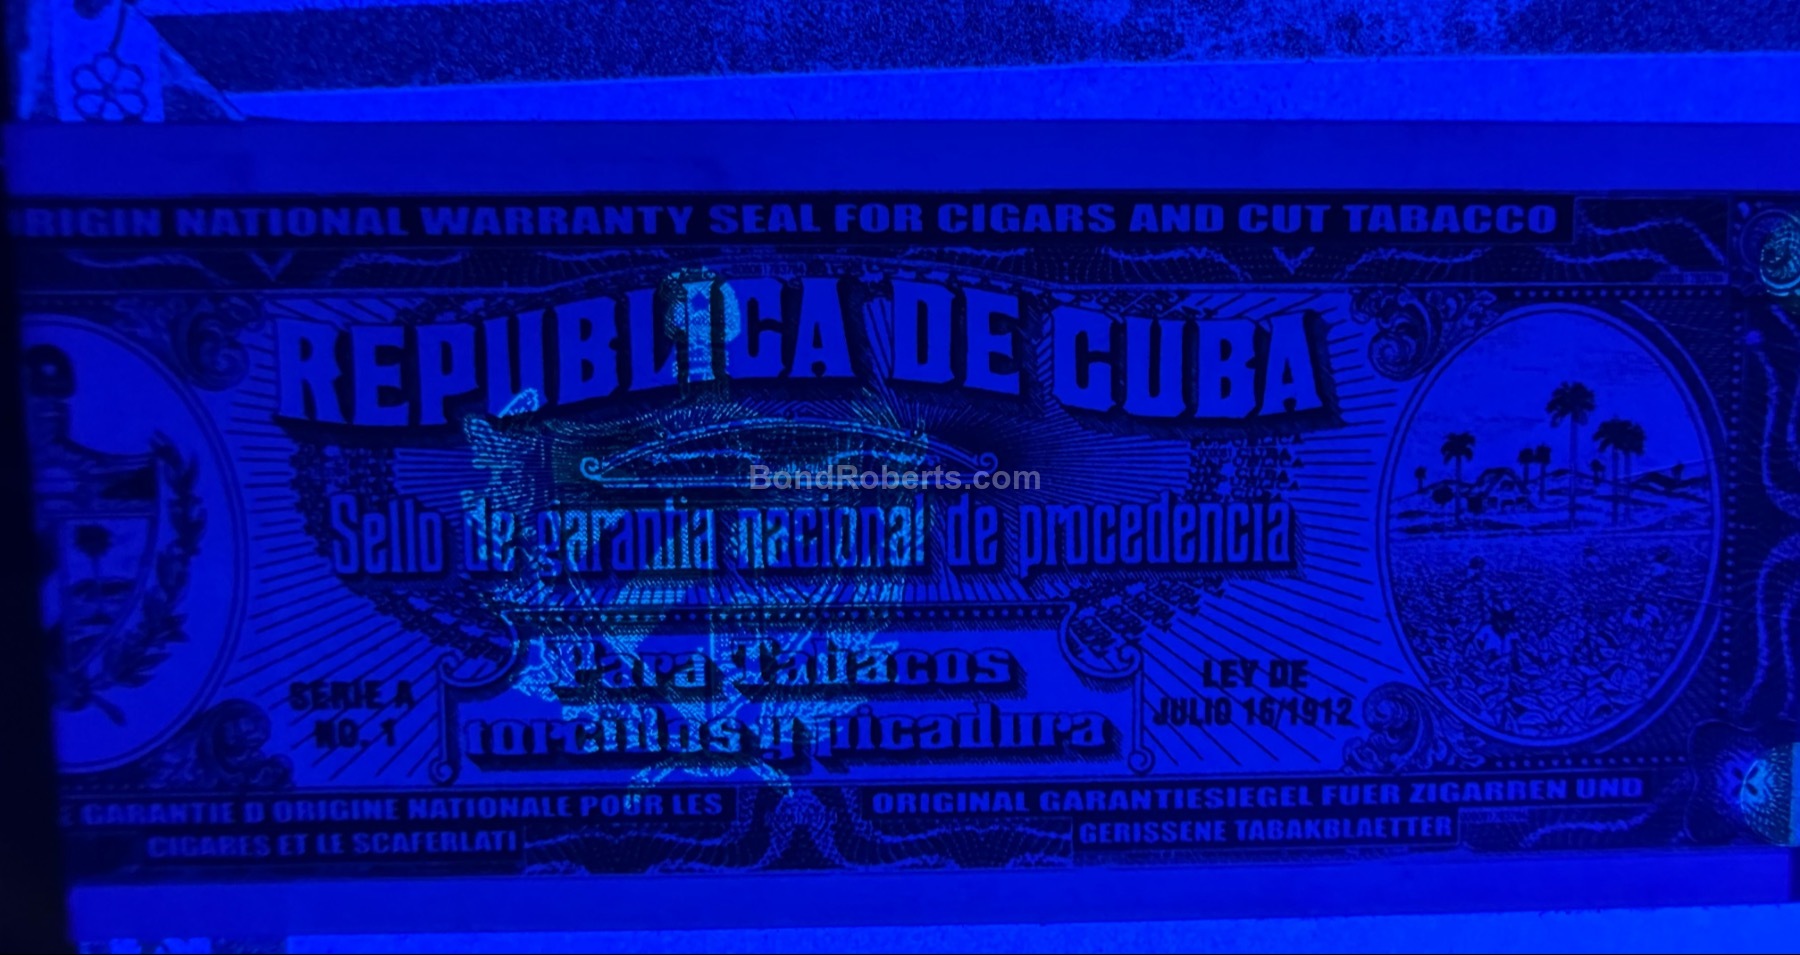 ORIGIN NATIONAL WARRANTY SEAL FOR CIGARS AND CUT TABACCO
REPUBLICA DE CUBA
BondRoberts.com
Sello de garantia nacional de procedencia
Para Tabacos
torcidos y picadura
SERIE A
NO. 1
LEY DE
JULIO 16/1912
GARANTIE D ORIGINE NATIONALE POUR LES
CIGARES ET LE SCAFERLATI
ORIGINAL GARANTIESIEGEL FUER ZIGARREN UND
GERISSENE TABAKBLAETTER